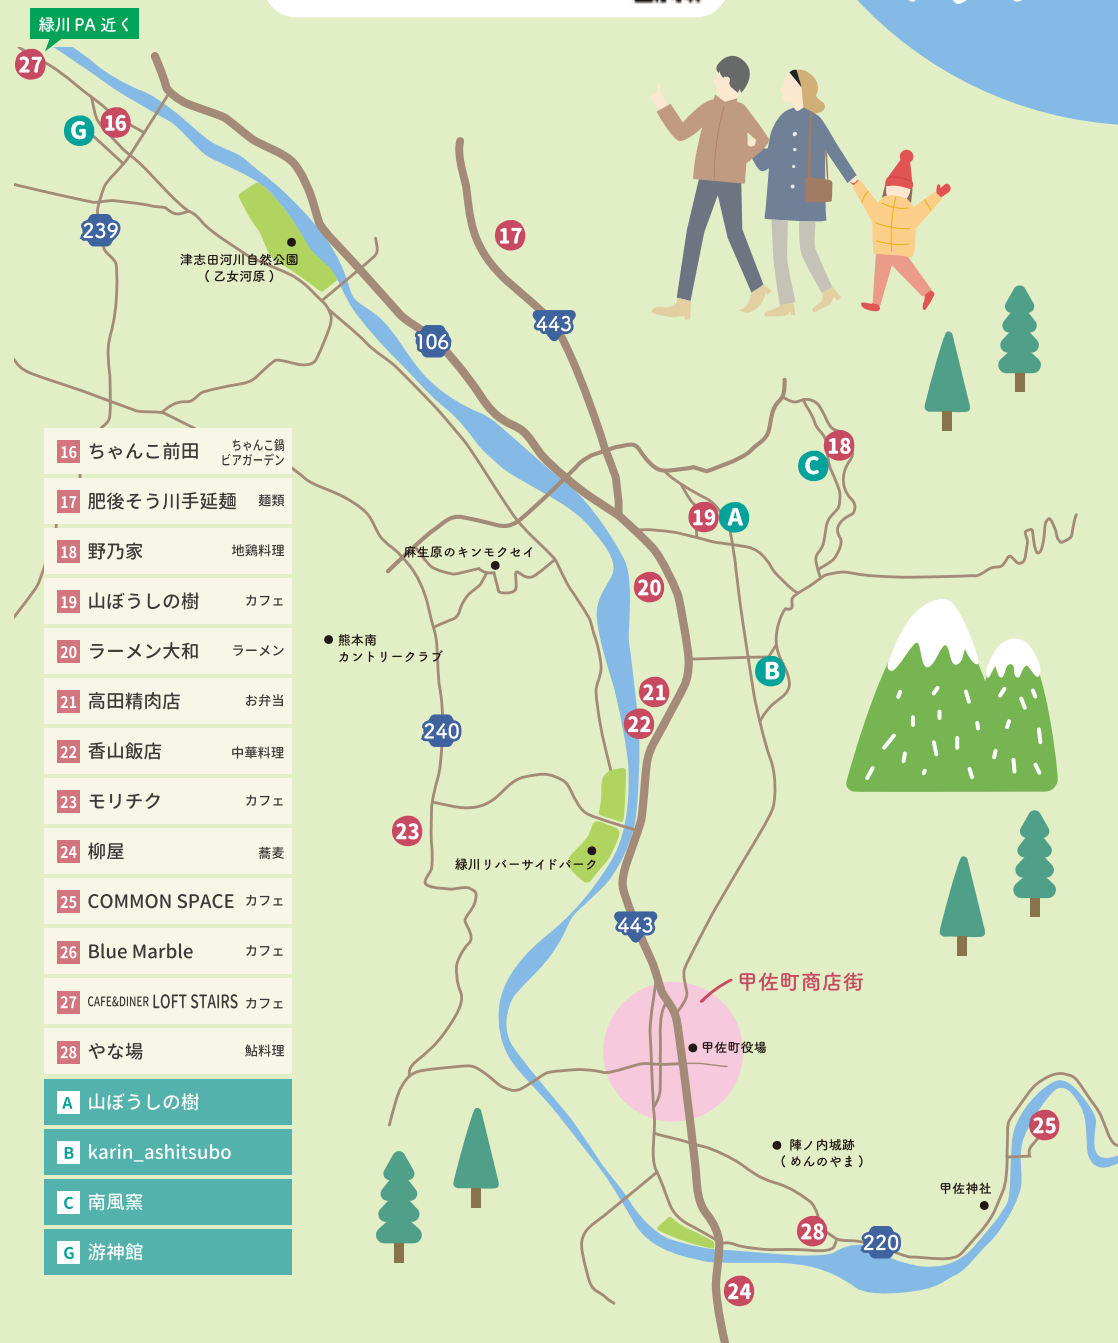 緑川 PA 近く
27
16
G
239
17
津志田河川自然公園
( 乙女河原 )
106
443
18
C
19
A
16 ちゃんこ前田 ちゃんこ鍋
ビアガーデン
17 肥後そう川手延麺 麺類
18 野乃家 地鶏料理
19 山ぼうしの樹 カフェ
20 ラーメン大和 ラーメン
21 高田精肉店 お弁当
22 香山飯店 中華料理
23 モリチク カフェ
24 柳屋 蕎麦
25 COMMON SPACE カフェ
26 Blue Marble カフェ
27 CAFE&DINER LOFT STAIRS カフェ
28 やな場 鮎料理
A 山ぼうしの樹
B karin_ashitsubo
C 南風窯
G 游神館
麻生原のキンモクセイ
20
熊本南
カントリークラブ
B
21
22
240
23
緑川リバーサイドパーク
443
甲佐町商店街
甲佐町役場
25
陣ノ内城跡
( めんのやま )
甲佐神社
28
220
24